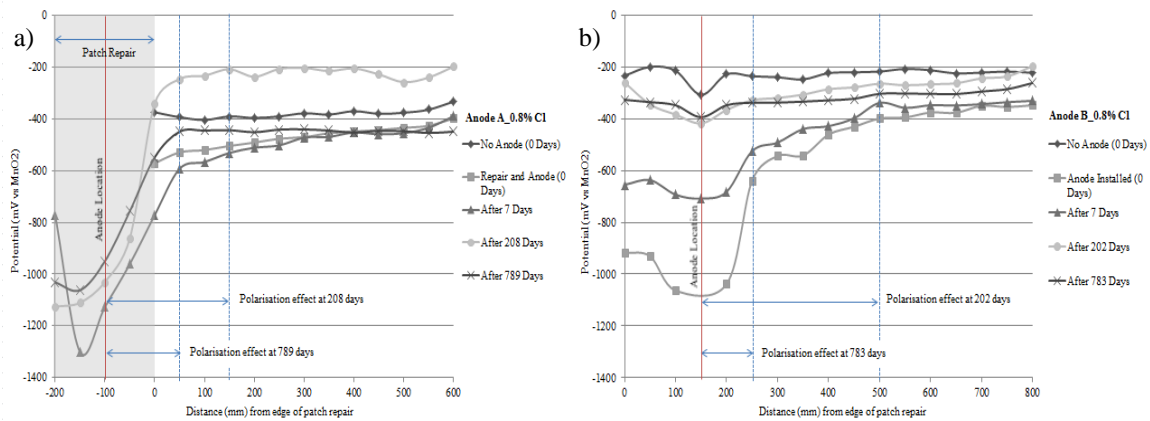 a)
0
-200
-400
-600
-800
-1000
-1200
-1400
Potential (mV vs MnO2)
Patch Repair
Anode Location
Polarisation effect at 208 days
Polarisation effect at 789 days
-200 -100 0 100 200 300 400 500 600
Distance (mm) from edge of patch repair
Anode A_0.8% Cl
No Anode (0 Days)
Repair and Anode (0
Days)
After 7 Days
After 208 Days
After 789 Days
b)
0
-200
-400
-600
-800
-1000
-1200
-1400
Potential (mV vs MnO2)
Anode Location
Polarisation effect at 202 days
Polarisation effect at 783 days
0 100 200 300 400 500 600 700 800
Distance (mm) from edge of patch repair
Anode B_0.8% Cl
No Anode (0 Days)
Anode Installed (0
Days)
After 7 Days
After 202 Days
After 783 Days